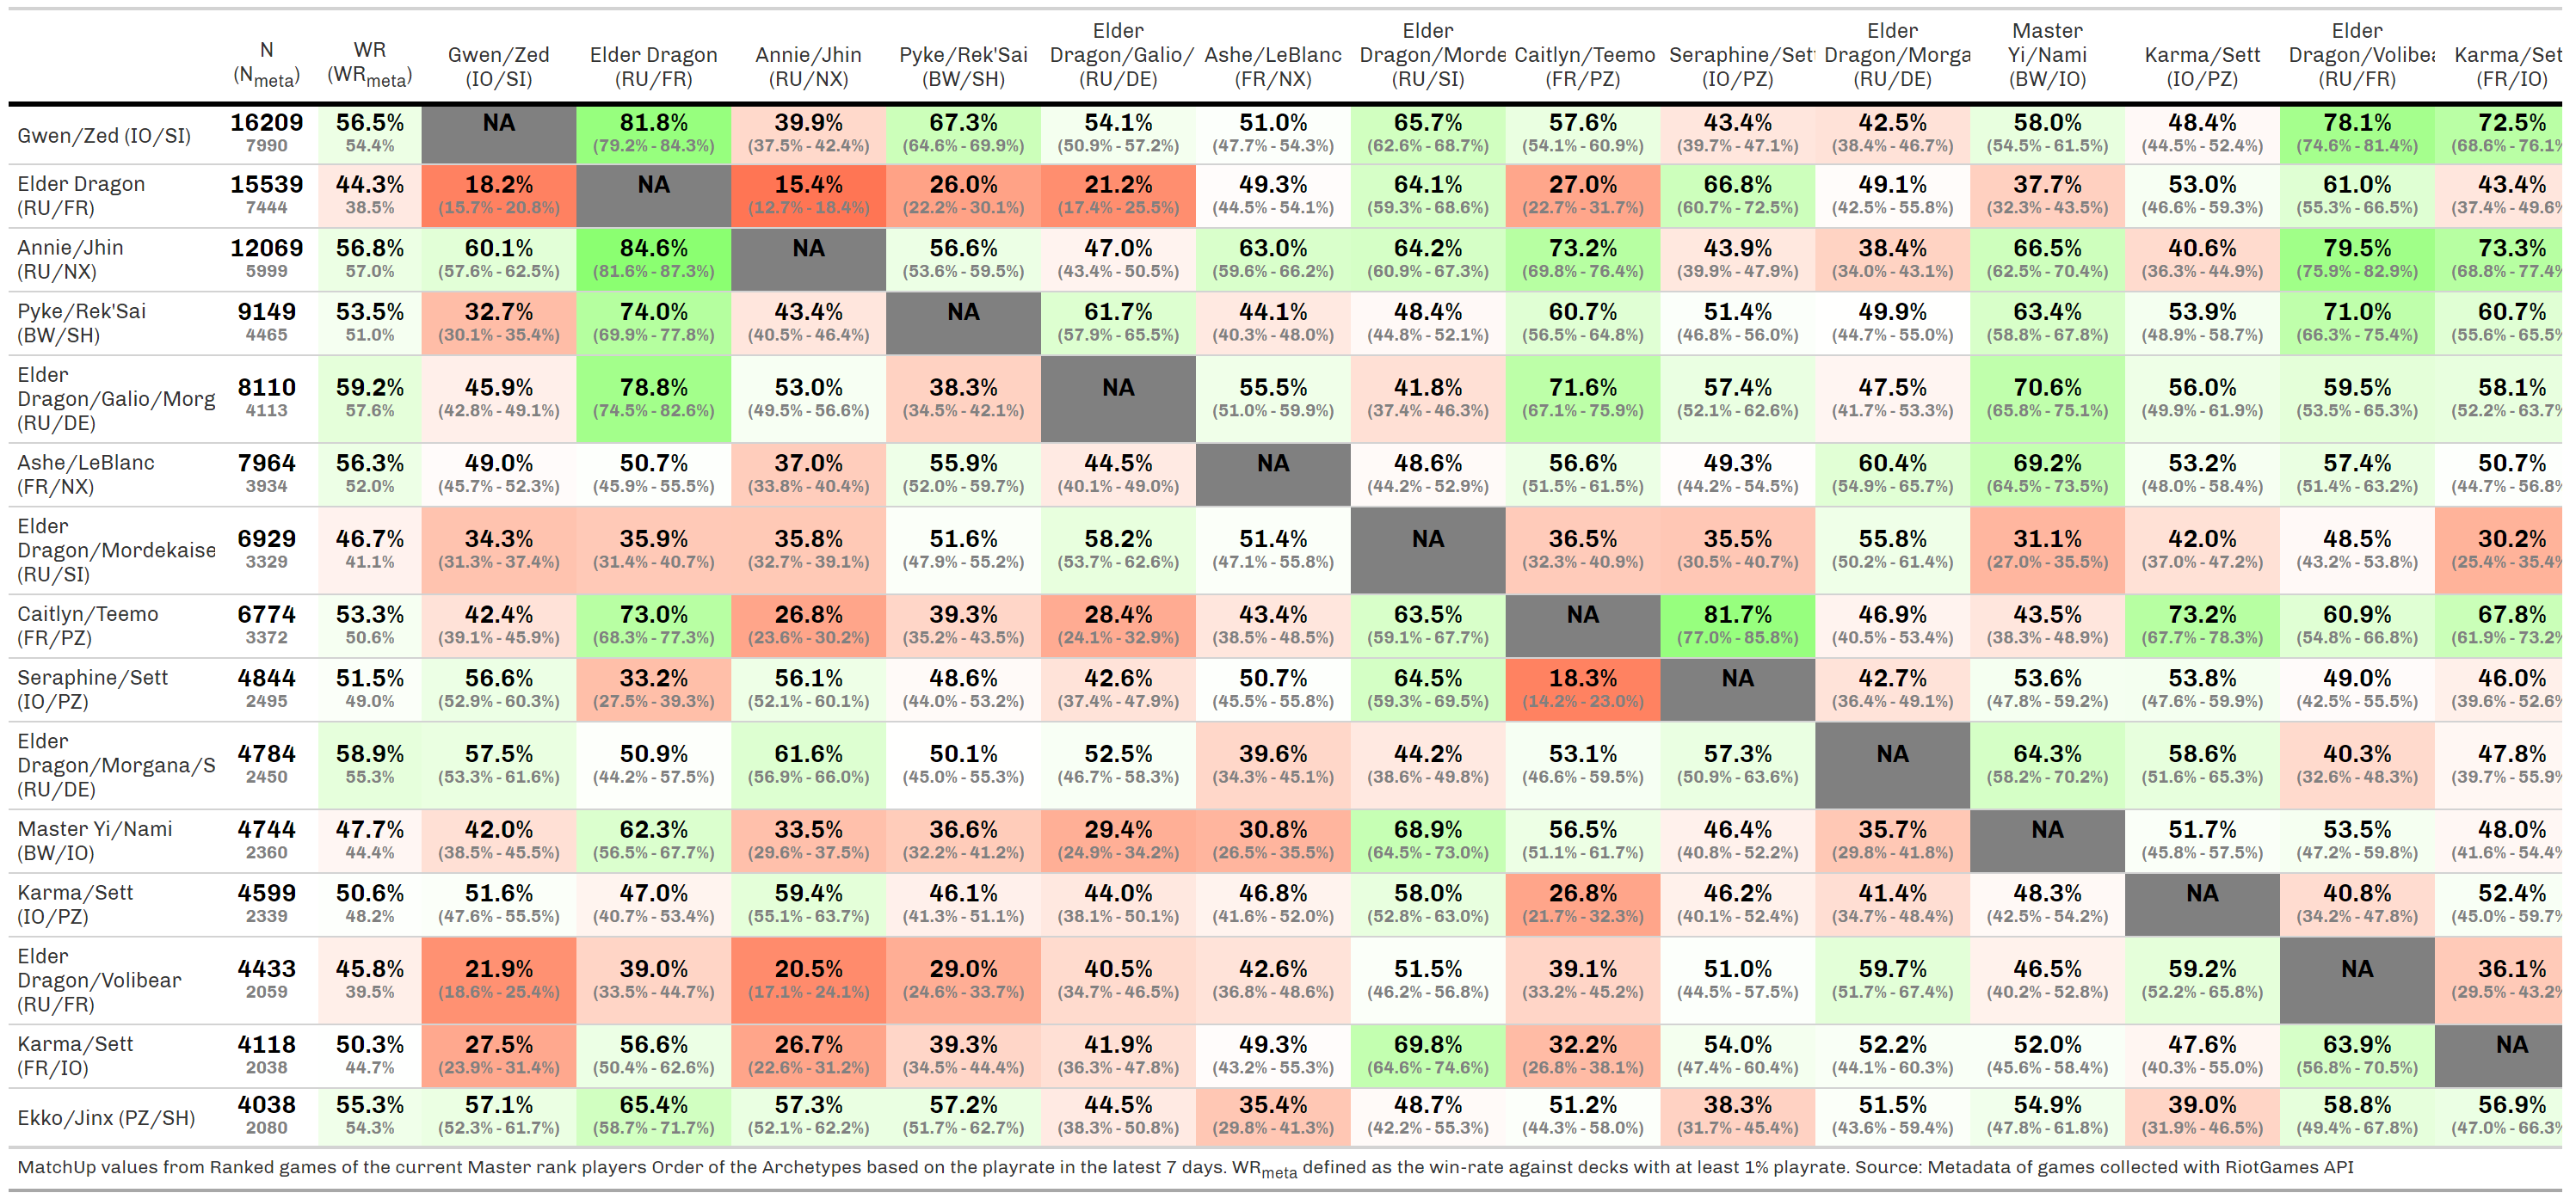 Elder Elder Elder Master Elder
N WR Gwen/Zed Elder Dragon Annie/Jhin Pyke/Rek'Sai Dragon/Galio/ Ashe/LeBlanc Dragon/Morde Caitlyn/Teemo Seraphine/Set Dragon/Morga Yi/Nami Karma/Sett Dragon/Volibea Karma/Set
(Nmeta) (WRmeta) (IO/SI) (RU/FR) (RU/NX) (BW/SH) (RU/DE) (FR/NX) (RU/SI) (FR/PZ) (IO/PZ) (RU/DE) (BW/IO) (IO/PZ) (RU/FR) (FR/IO)
Gwen/Zed (IO/SI) 16209 56.5% NA 81.8% 39.9% 67.3% 54.1% 51.0% 65.7% 57.6% 43.4% 42.5% 58.0% 48.4% 78.1% 72.5%
7990 54.4% (79.2% - 84.3%) (37.5% - 42.4%) (64.6% - 69.9%) (50.9% - 57.2%) (47.7% - 54.3%) (62.6% - 68.7%) (54.1% - 60.9%) (39.7% - 47.1%) (38.4% - 46.7%) (54.5% - 61.5%) (44.5% - 52.4%) (74.6% - 81.4%) (68.6% - 76.1%
Elder Dragon 15539 44.3% 18.2% NA 15.4% 26.0% 21.2% 49.3% 64.1% 27.0% 66.8% 49.1% 37.7% 53.0% 61.0% 43.4%
(RU/FR) 7444 38.5% (15.7% - 20.8%) (12.7% - 18.4%) (22.2% - 30.1%) (17.4% - 25.5%) (44.5% - 54.1%) (59.3% - 68.6%) (22.7% - 31.7%) (60.7% - 72.5%) (42.5% - 55.8%) (32.3% - 43.5%) (46.6% - 59.3%) (55.3% - 66.5%) (37.4% - 49.6%
Annie/Jhin 12069 56.8% 60.1% 84.6% NA 56.6% 47.0% 63.0% 64.2% 73.2% 43.9% 38.4% 66.5% 40.6% 79.5% 73.3%
(RU/NX) 5999 57.0% (57.6% - 62.5%) (81.6% - 87.3%) (53.6% - 59.5%) (43.4% - 50.5%) (59.6% - 66.2%) (60.9% - 67.3%) (69.8% - 76.4%) (39.9% - 47.9%) (34.0% - 43.1%) (62.5% - 70.4%) (36.3% - 44.9%) (75.9% - 82.9%) (68.8% - 77.4%
Pyke/Rek'Sai 9149 53.5% 32.7% 74.0% 43.4% NA 61.7% 44.1% 48.4% 60.7% 51.4% 49.9% 63.4% 53.9% 71.0% 60.7%
(BW/SH) 4465 51.0% (30.1% - 35.4%) (69.9% - 77.8%) (40.5% - 46.4%) (57.9% - 65.5%) (40.3% - 48.0%) (44.8% - 52.1%) (56.5% - 64.8%) (46.8% - 56.0%) (44.7% - 55.0%) (58.8% - 67.8%) (48.9% - 58.7%) (66.3% - 75.4%) (55.6% - 65.5%
Elder
Dragon/Galio/Morg 8110 59.2% 45.9% 78.8% 53.0% 38.3% NA 55.5% 41.8% 71.6% 57.4% 47.5% 70.6% 56.0% 59.5% 58.1%
(RU/DE) 4113 57.6% (42.8% - 49.1%) (74.5% - 82.6%) (49.5% - 56.6%) (34.5% - 42.1%) (51.0% - 59.9%) (37.4% - 46.3%) (67.1% - 75.9%) (52.1% - 62.6%) (41.7% - 53.3%) (65.8% - 75.1%) (49.9% - 61.9%) (53.5% - 65.3%) (52.2% - 63.7%
Ashe/LeBlanc 7964 56.3% 49.0% 50.7% 37.0% 55.9% 44.5% NA 48.6% 56.6% 49.3% 60.4% 69.2% 53.2% 57.4% 50.7%
(FR/NX) 3934 52.0% (45.7% - 52.3%) (45.9% - 55.5%) (33.8% - 40.4%) (52.0% - 59.7%) (40.1% - 49.0%) (44.2% - 52.9%) (51.5% - 61.5%) (44.2% - 54.5%) (54.9% - 65.7%) (64.5% - 73.5%) (48.0% - 58.4%) (51.4% - 63.2%) (44.7% - 56.8%
Elder
Dragon/Mordekaise 6929 46.7% 34.3% 35.9% 35.8% 51.6% 58.2% 51.4% NA 36.5% 35.5% 55.8% 31.1% 42.0% 48.5% 30.2%
(RU/SI) 3329 41.1% (31.3% - 37.4%) (31.4% - 40.7%) (32.7% - 39.1%) (47.9% - 55.2%) (53.7% - 62.6%) (47.1% - 55.8%) (32.3% - 40.9%) (30.5% - 40.7%) (50.2% - 61.4%) (27.0% - 35.5%) (37.0% - 47.2%) (43.2% - 53.8%) (25.4% - 35.4%
Caitlyn/Teemo 6774 53.3% 42.4% 73.0% 26.8% 39.3% 28.4% 43.4% 63.5% NA 81.7% 46.9% 43.5% 73.2% 60.9% 67.8%
(FR/PZ) 3372 50.6% (39.1% - 45.9%) (68.3% - 77.3%) (23.6% - 30.2%) (35.2% - 43.5%) (24.1% - 32.9%) (38.5% - 48.5%) (59.1% - 67.7%) (77.0% - 85.8%) (40.5% - 53.4%) (38.3% - 48.9%) (67.7% - 78.3%) (54.8% - 66.8%) (61.9% - 73.2%
Seraphine/Sett 4844 51.5% 56.6% 33.2% 56.1% 48.6% 42.6% 50.7% 64.5% 18.3% NA 42.7% 53.6% 53.8% 49.0% 46.0%
(IO/PZ) 2495 49.0% (52.9% - 60.3%) (27.5% - 39.3%) (52.1% - 60.1%) (44.0% - 53.2%) (37.4% - 47.9%) (45.5% - 55.8%) (59.3% - 69.5%) (14.2% - 23.0%) (36.4% - 49.1%) (47.8% - 59.2%) (47.6% - 59.9%) (42.5% - 55.5%) (39.6% - 52.6%
Elder
Dragon/Morgana/S 4784 58.9% 57.5% 50.9% 61.6% 50.1% 52.5% 39.6% 44.2% 53.1% 57.3% NA 64.3% 58.6% 40.3% 47.8%
(RU/DE) 2450 55.3% (53.3% - 61.6%) (44.2% - 57.5%) (56.9% - 66.0%) (45.0% - 55.3%) (46.7% - 58.3%) (34.3% - 45.1%) (38.6% - 49.8%) (46.6% - 59.5%) (50.9% - 63.6%) (58.2% - 70.2%) (51.6% - 65.3%) (32.6% - 48.3%) (39.7% - 55.9%
Master Yi/Nami 4744 47.7% 42.0% 62.3% 33.5% 36.6% 29.4% 30.8% 68.9% 56.5% 46.4% 35.7% NA 51.7% 53.5% 48.0%
(BW/IO) 2360 44.4% (38.5% - 45.5%) (56.5% - 67.7%) (29.6% - 37.5%) (32.2% - 41.2%) (24.9% - 34.2%) (26.5% - 35.5%) (64.5% - 73.0%) (51.1% - 61.7%) (40.8% - 52.2%) (29.8% - 41.8%) (45.8% - 57.5%) (47.2% - 59.8%) (41.6% - 54.4%
Karma/Sett 4599 50.6% 51.6% 47.0% 59.4% 46.1% 44.0% 46.8% 58.0% 26.8% 46.2% 41.4% 48.3% NA 40.8% 52.4%
(IO/PZ) 2339 48.2% (47.6% - 55.5%) (40.7% - 53.4%) (55.1% - 63.7%) (41.3% - 51.1%) (38.1% - 50.1%) (41.6% - 52.0%) (52.8% - 63.0%) (21.7% - 32.3%) (40.1% - 52.4%) (34.7% - 48.4%) (42.5% - 54.2%) (34.2% - 47.8%) (45.0% - 59.7%
Elder
Dragon/Volibear 4433 45.8% 21.9% 39.0% 20.5% 29.0% 40.5% 42.6% 51.5% 39.1% 51.0% 59.7% 46.5% 59.2% NA 36.1%
(RU/FR) 2059 39.5% (18.6% - 25.4%) (33.5% - 44.7%) (17.1% - 24.1%) (24.6% - 33.7%) (34.7% - 46.5%) (36.8% - 48.6%) (46.2% - 56.8%) (33.2% - 45.2%) (44.5% - 57.5%) (51.7% - 67.4%) (40.2% - 52.8%) (52.2% - 65.8%) (29.5% - 43.2%
Karma/Sett 4118 50.3% 27.5% 56.6% 26.7% 39.3% 41.9% 49.3% 69.8% 32.2% 54.0% 52.2% 52.0% 47.6% 63.9% NA
(FR/IO) 2038 44.7% (23.9% - 31.4%) (50.4% - 62.6%) (22.6% - 31.2%) (34.5% - 44.4%) (36.3% - 47.8%) (43.2% - 55.3%) (64.6% - 74.6%) (26.8% - 38.1%) (47.4% - 60.4%) (44.1% - 60.3%) (45.6% - 58.4%) (40.3% - 55.0%) (56.8% - 70.5%)
Ekko/Jinx (PZ/SH) 4038 55.3% 57.1% 65.4% 57.3% 57.2% 44.5% 35.4% 48.7% 51.2% 38.3% 51.5% 54.9% 39.0% 58.8% 56.9%
2080 54.3% (52.3% - 61.7%) (58.7% - 71.7%) (52.1% - 62.2%) (51.7% - 62.7%) (38.3% - 50.8%) (29.8% - 41.3%) (42.2% - 55.3%) (44.3% - 58.0%) (31.7% - 45.4%) (43.6% - 59.4%) (47.8% - 61.8%) (31.9% - 46.5%) (49.4% - 67.8%) (47.0% - 66.3%
MatchUp values from Ranked games of the current Master rank players Order of the Archetypes based on the playrate in the latest 7 days. WRmeta defined as the win-rate against decks with at least 1% playrate. Source: Metadata of games collected with RiotGames API